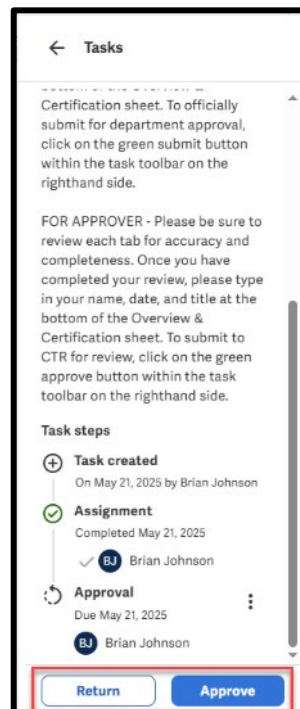 Tasks
bottom of the Overview &
Certification sheet. To officially
submit for department approval,
click on the green submit button
within the task toolbar on the
righthand side.
FOR APPROVER - Please be sure to
review each tab for accuracy and
completeness. Once you have
completed your review, please type
in your name, date, and title at the
bottom of the Overview &
Certification sheet. To submit to
CTR for review, click on the green
approve button within the task
toolbar on the righthand side.
Task steps
Task created
On May 21, 2025 by Brian Johnson
Assignment
Completed May 21, 2025
BJ Brian Johnson
Approval
Due May 21, 2025
BJ Brian Johnson
Return Approve